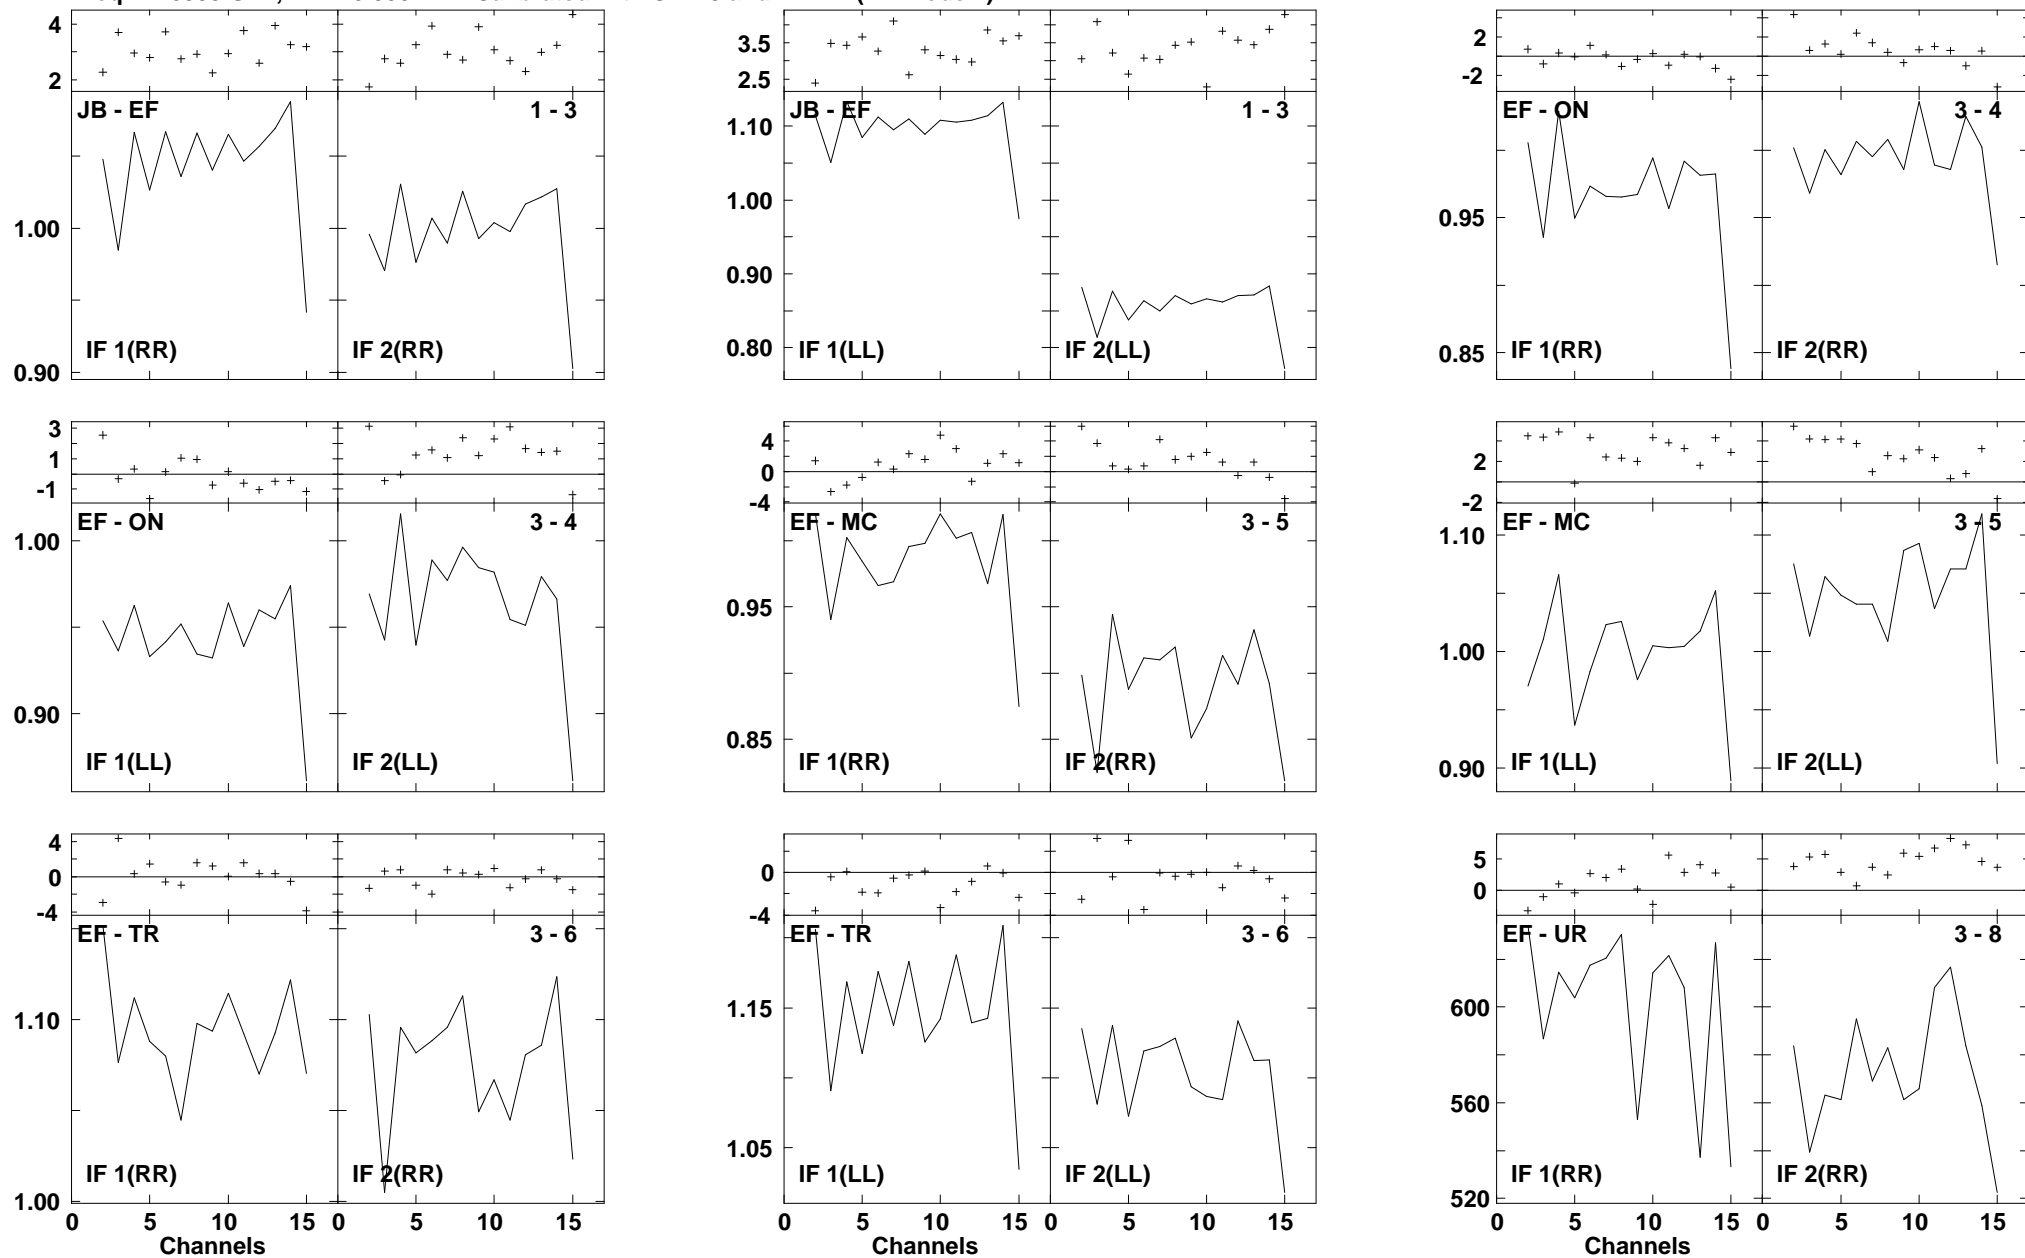 4
2
JB - EF
1 - 3
1.00
0.90
IF 1(RR)
IF 2(RR)
3.5
2.5
JB - EF
1 - 3
1.10
1.00
0.90
0.80
IF 1(LL)
IF 2(LL)
2
-2
EF - ON
3 - 4
0.95
0.85
IF 1(RR)
IF 2(RR)
3
1
-1
EF - ON
3 - 4
1.00
0.90
IF 1(LL)
IF 2(LL)
4
0
-4
EF - MC
3 - 5
0.95
0.85
IF 1(RR)
IF 2(RR)
2
-2
EF - MC
3 - 5
1.10
1.00
0.90
IF 1(LL)
IF 2(LL)
4
0
-4
EF - TR
3 - 6
1.10
1.00
IF 1(RR)
IF 2(RR)
0 5 10 15 0 5 10 15
Channels
0
-4
EF - TR
3 - 6
1.15
1.05
IF 1(LL)
IF 2(LL)
0 5 10 15 0 5 10 15
Channels
5
0
EF - UR
3 - 8
600
560
520
IF 1(RR)
IF 2(RR)
0 5 10 15 0 5 10 15